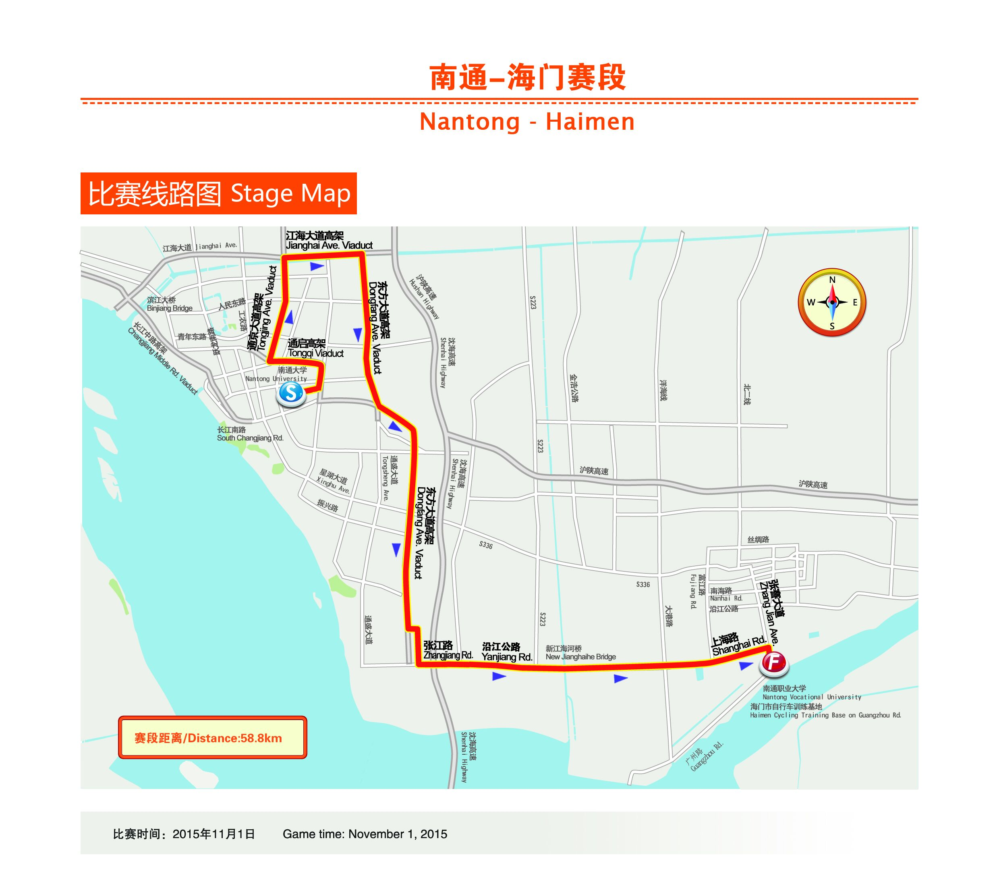 南通-海门赛段
Nantong - Haimen
比赛线路图 Stage Map
江海大道高架
Jianghai Ave. Viaduct
江海大道 Jianghai Ave.
沪陕高速
Hushan Highway
东方大道高架
Dongfang Ave. Viaduct
通京大道高架
Tongjing Ave. Viaduct
滨江大桥
Binjiang Bridge
人民东路
工农路
S223
N
W
E
S
长江中路高架
Changjiang Middle Rd. Viaduct
青年东路
通启高架
Tongqi Viaduct
沈海高速
Shenhai Highway
南通大学
Nantong University
S
金浩公路
洋海线
北二线
长江南路
South Changjiang Rd.
S223
通盛大道
Tongsheng Ave.
沈海高速
Shenhai Highway
星湖大道
Xinghu Ave.
沪陕高速
沪陕高速
振兴路
东方大道高架
Dongfang Ave. Viaduct
S336
丝绸路
S336
富江路
Fujiang Rd
南海路
Nanhai Rd.
沿江公路
张謇大道
Zhang Jian Ave.
通盛大道
S223
大港路
张江路
Zhangjiang Rd.
沿江公路
Yanjiang Rd.
新江海河桥
New Jianghaihe Bridge
上海路
Shanghai Rd.
F
南通职业大学
Nantong Vocational University
海门市自行车训练基地
Haimen Cycling Training Base on Guangzhou Rd.
赛段距离/Distance:58.8km
沈海高速
Shenhai Highway
广州路
Guangzhou Rd.
比赛时间：2015年11月1日 Game time: November 1, 2015